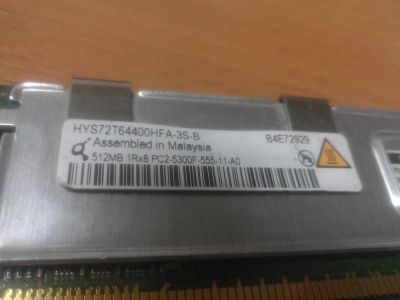 HYS72T64400HFA-3S-B B4E72929
Assembled in Malaysia
512MB 1Rx8 PC2-5300F-555-11-A0